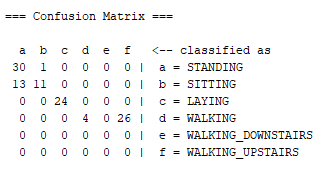 === Confusion Matrix ===
a b c d e f <-- classified as
30 1 0 0 0 0 | a = STANDING
13 11 0 0 0 0 | b = SITTING
0 0 24 0 0 0 | c = LAYING
0 0 0 4 0 26 | d = WALKING
0 0 0 0 0 0 | e = WALKING_DOWNSTAIRS
0 0 0 0 0 0 | f = WALKING_UPSTAIRS